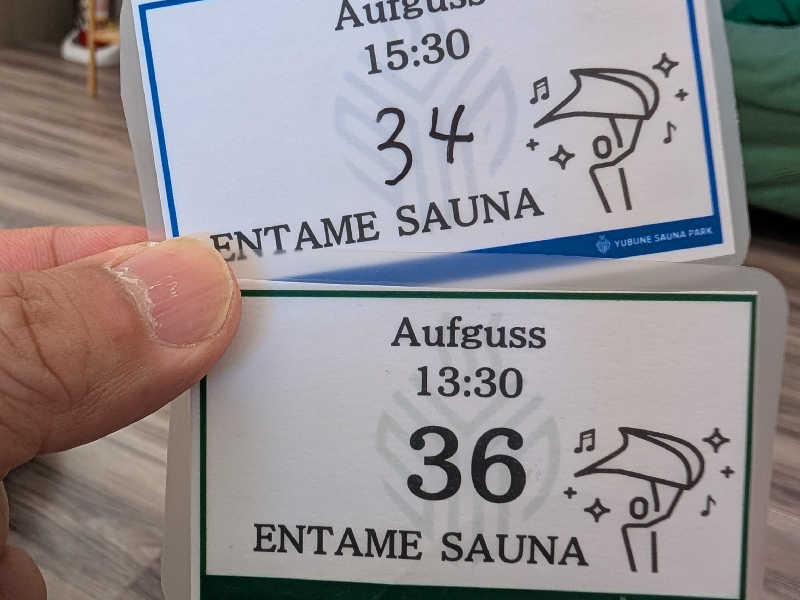 Aufguss
15:30
34
ENTAME SAUNA
YUBUNE SAUNA PARK
Aufguss
13:30
36
ENTAME SAUNA